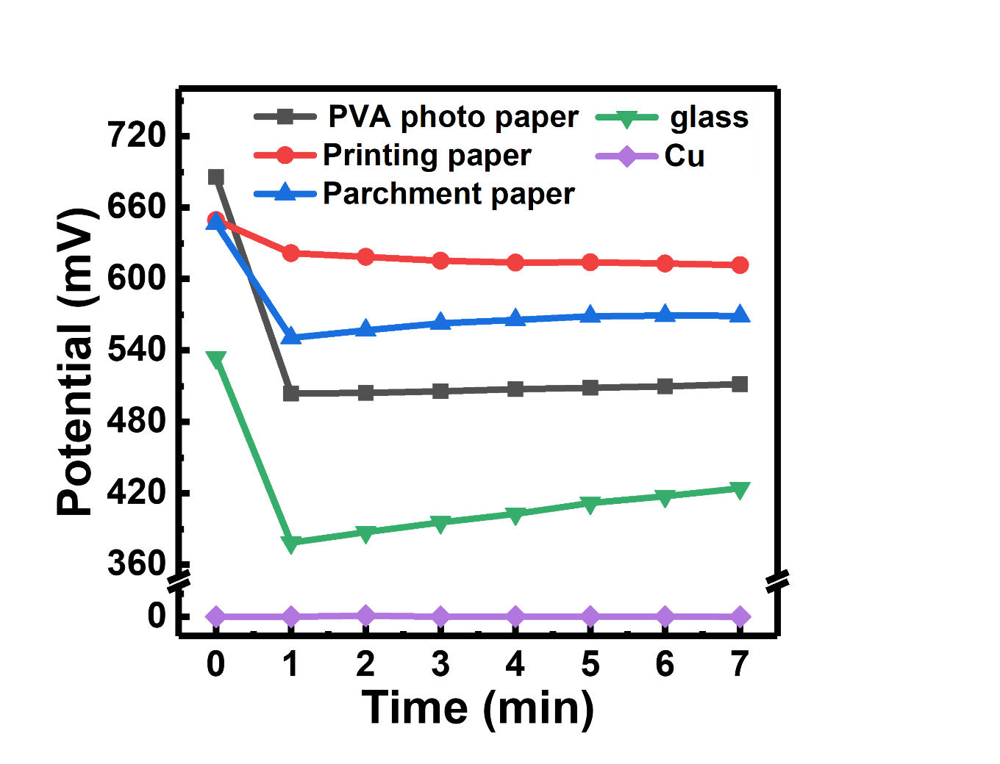 PVA photo paper
Printing paper
Parchment paper
glass
Cu
Potential (mV)
720
660
600
540
480
420
360
0
0 1 2 3 4 5 6 7
Time (min)